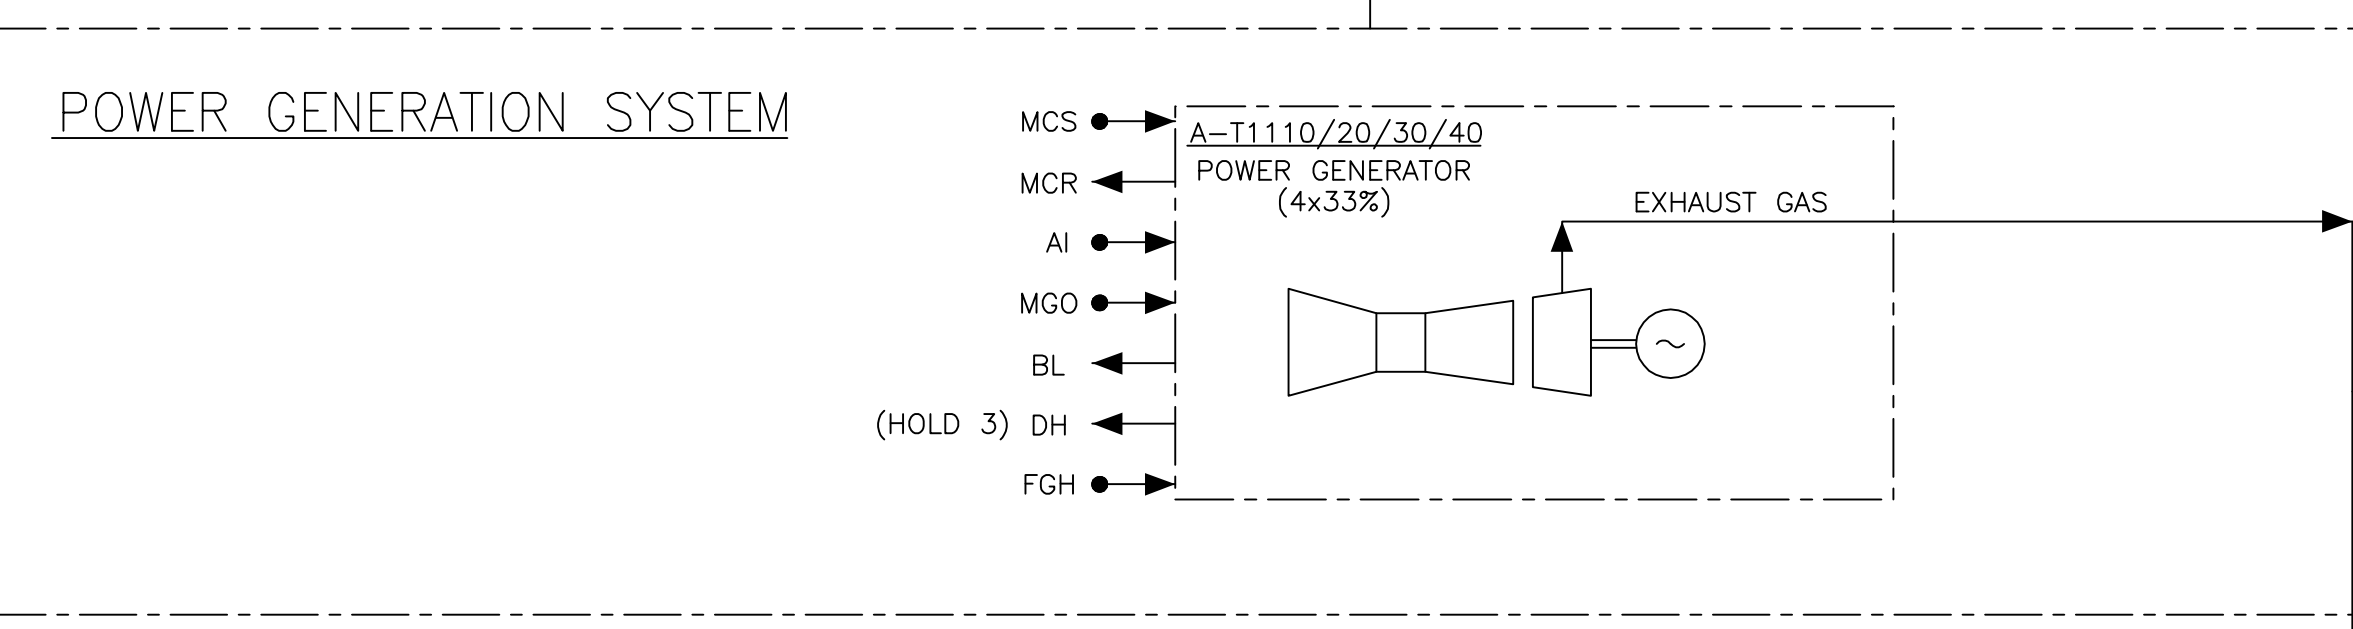 POWER GENERATION SYSTEM
MCS
A-T1110/20/30/40
POWER GENERATOR
(4x33%)
MCR
EXHAUST GAS
AI
MGO
BL
(HOLD 3) DH
FGH
~